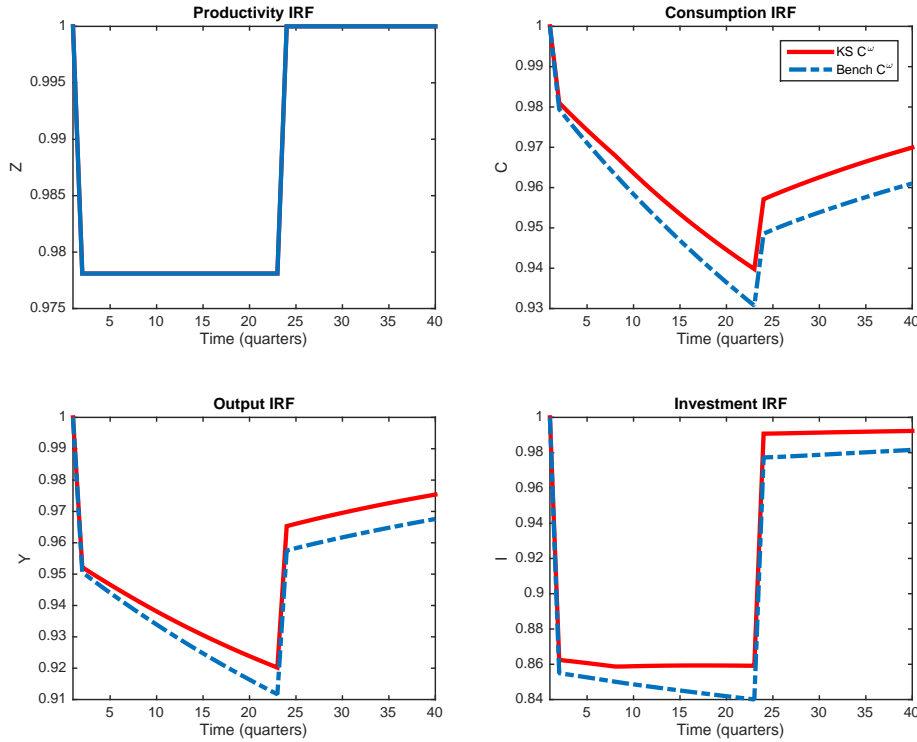 Productivity IRF
1
0.995
0.99
0.985
0.98
0.975
Z
5 10 15 20 25 30 35 40
Time (quarters)
Consumption IRF
1
0.99
0.98
0.97
0.96
0.95
0.94
0.93
C
KS C^ω
Bench C^ω
5 10 15 20 25 30 35 40
Time (quarters)
Output IRF
1
0.99
0.98
0.97
0.96
0.95
0.94
0.93
0.92
0.91
Y
5 10 15 20 25 30 35 40
Time (quarters)
Investment IRF
1
0.98
0.96
0.94
0.92
0.9
0.88
0.86
0.84
I
5 10 15 20 25 30 35 40
Time (quarters)